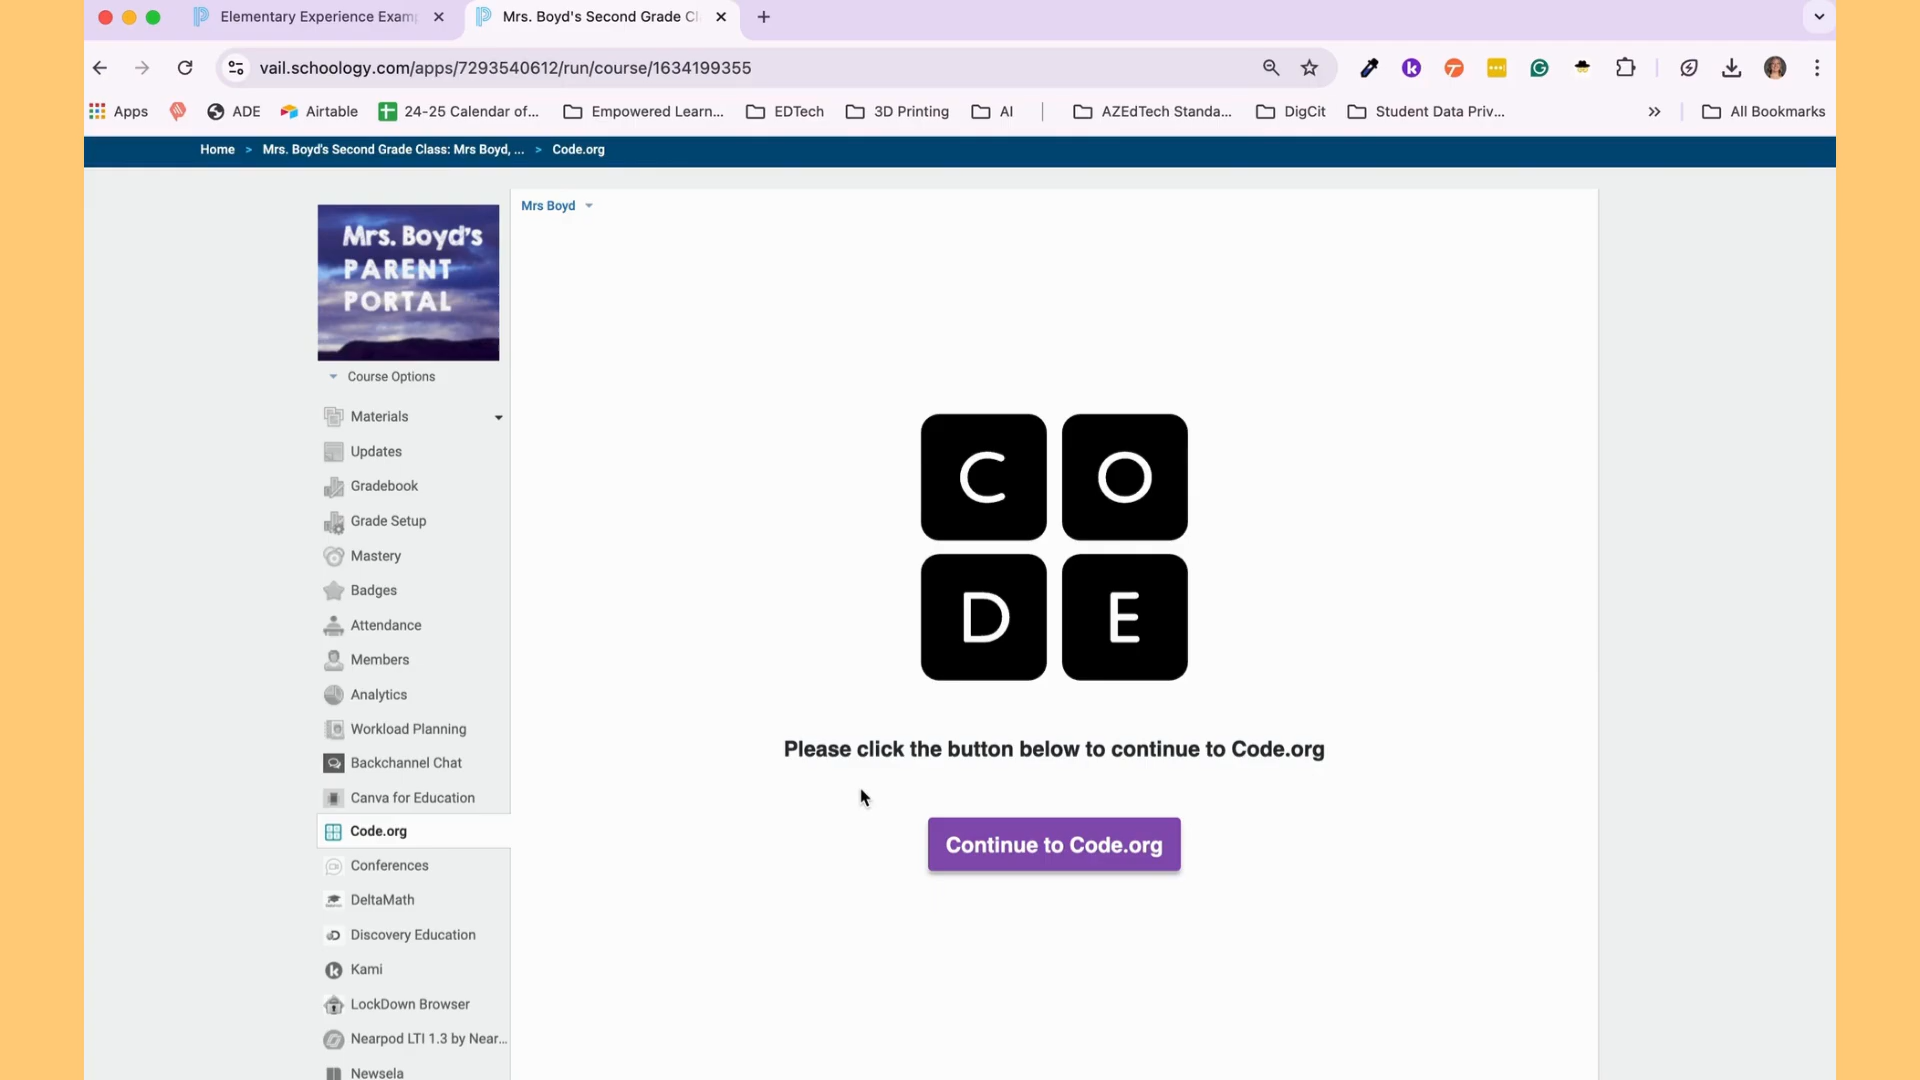 Elementary Experience Exam
Mrs. Boyd's Second Grade Cl
vail.schoology.com/apps/7293540612/run/course/1634199355
Apps
ADE
Airtable
24-25 Calendar of...
Empowered Learn...
EDTech
3D Printing
AI
AZEdTech Standa...
DigCit
Student Data Priv...
All Bookmarks
Home > Mrs. Boyd's Second Grade Class: Mrs Boyd, ... > Code.org
Mrs Boyd
Mrs. Boyd's
PARENT
PORTAL
Course Options
Materials
Updates
Gradebook
Grade Setup
Mastery
Badges
Attendance
Members
Analytics
Workload Planning
Backchannel Chat
Canva for Education
Code.org
Conferences
DeltaMath
Discovery Education
Kami
LockDown Browser
Nearpod LTI 1.3 by Near...
Newsela
C O
D E
Please click the button below to continue to Code.org
Continue to Code.org